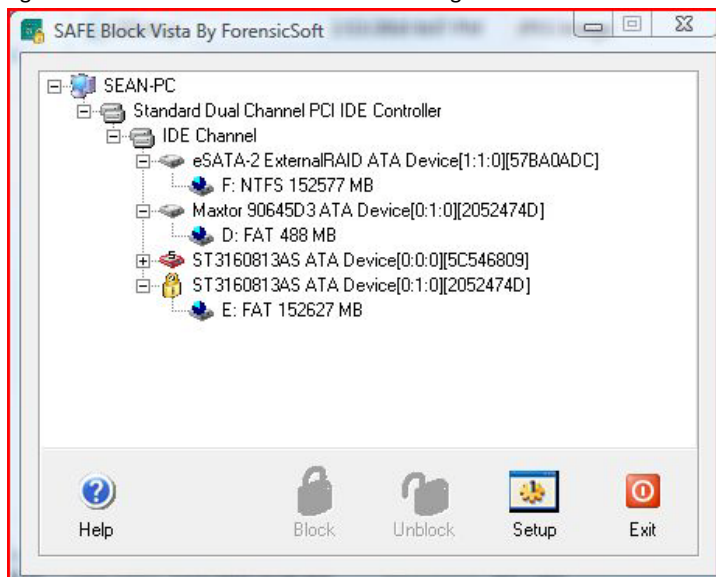 SAFE Block Vista By ForensicSoft
SEAN-PC
Standard Dual Channel PCI IDE Controller
IDE Channel
eSATA-2 ExternalRAID ATA Device[1:1:0][57BA0ADC]
F: NTFS 152577 MB
Maxtor 90645D3 ATA Device[0:1:0][2052474D]
D: FAT 488 MB
ST3160813AS ATA Device[0:0:0][5C546809]
ST3160813AS ATA Device[0:1:0][2052474D]
E: FAT 152627 MB
Help
Block
Unblock
Setup
Exit